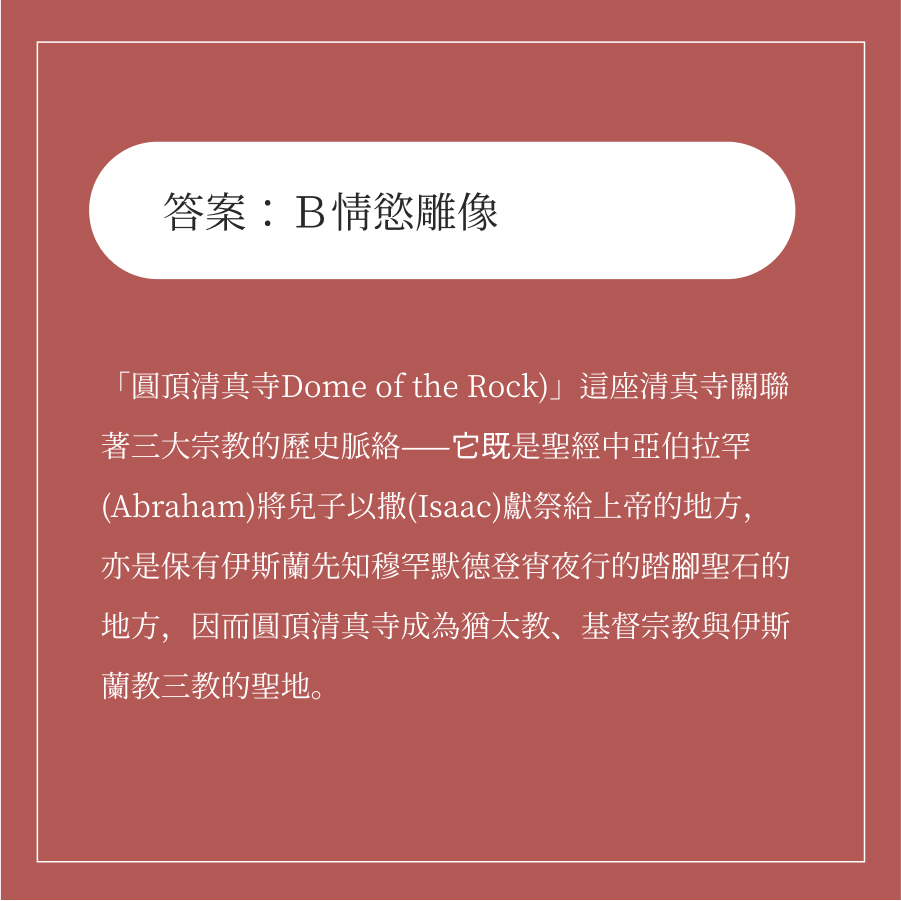 答案：Ｂ情慾雕像
「圓頂清真寺Dome of the Rock)」這座清真寺關聯
著三大宗教的歷史脈絡——它既是聖經中亞伯拉罕
(Abraham)將兒子以撒(Isaac)獻祭給上帝的地方，
亦是保有伊斯蘭先知穆罕默德登宵夜行的踏腳聖石的
地方，因而圓頂清真寺成為猶太教、基督宗教與伊斯
蘭教三教的聖地。